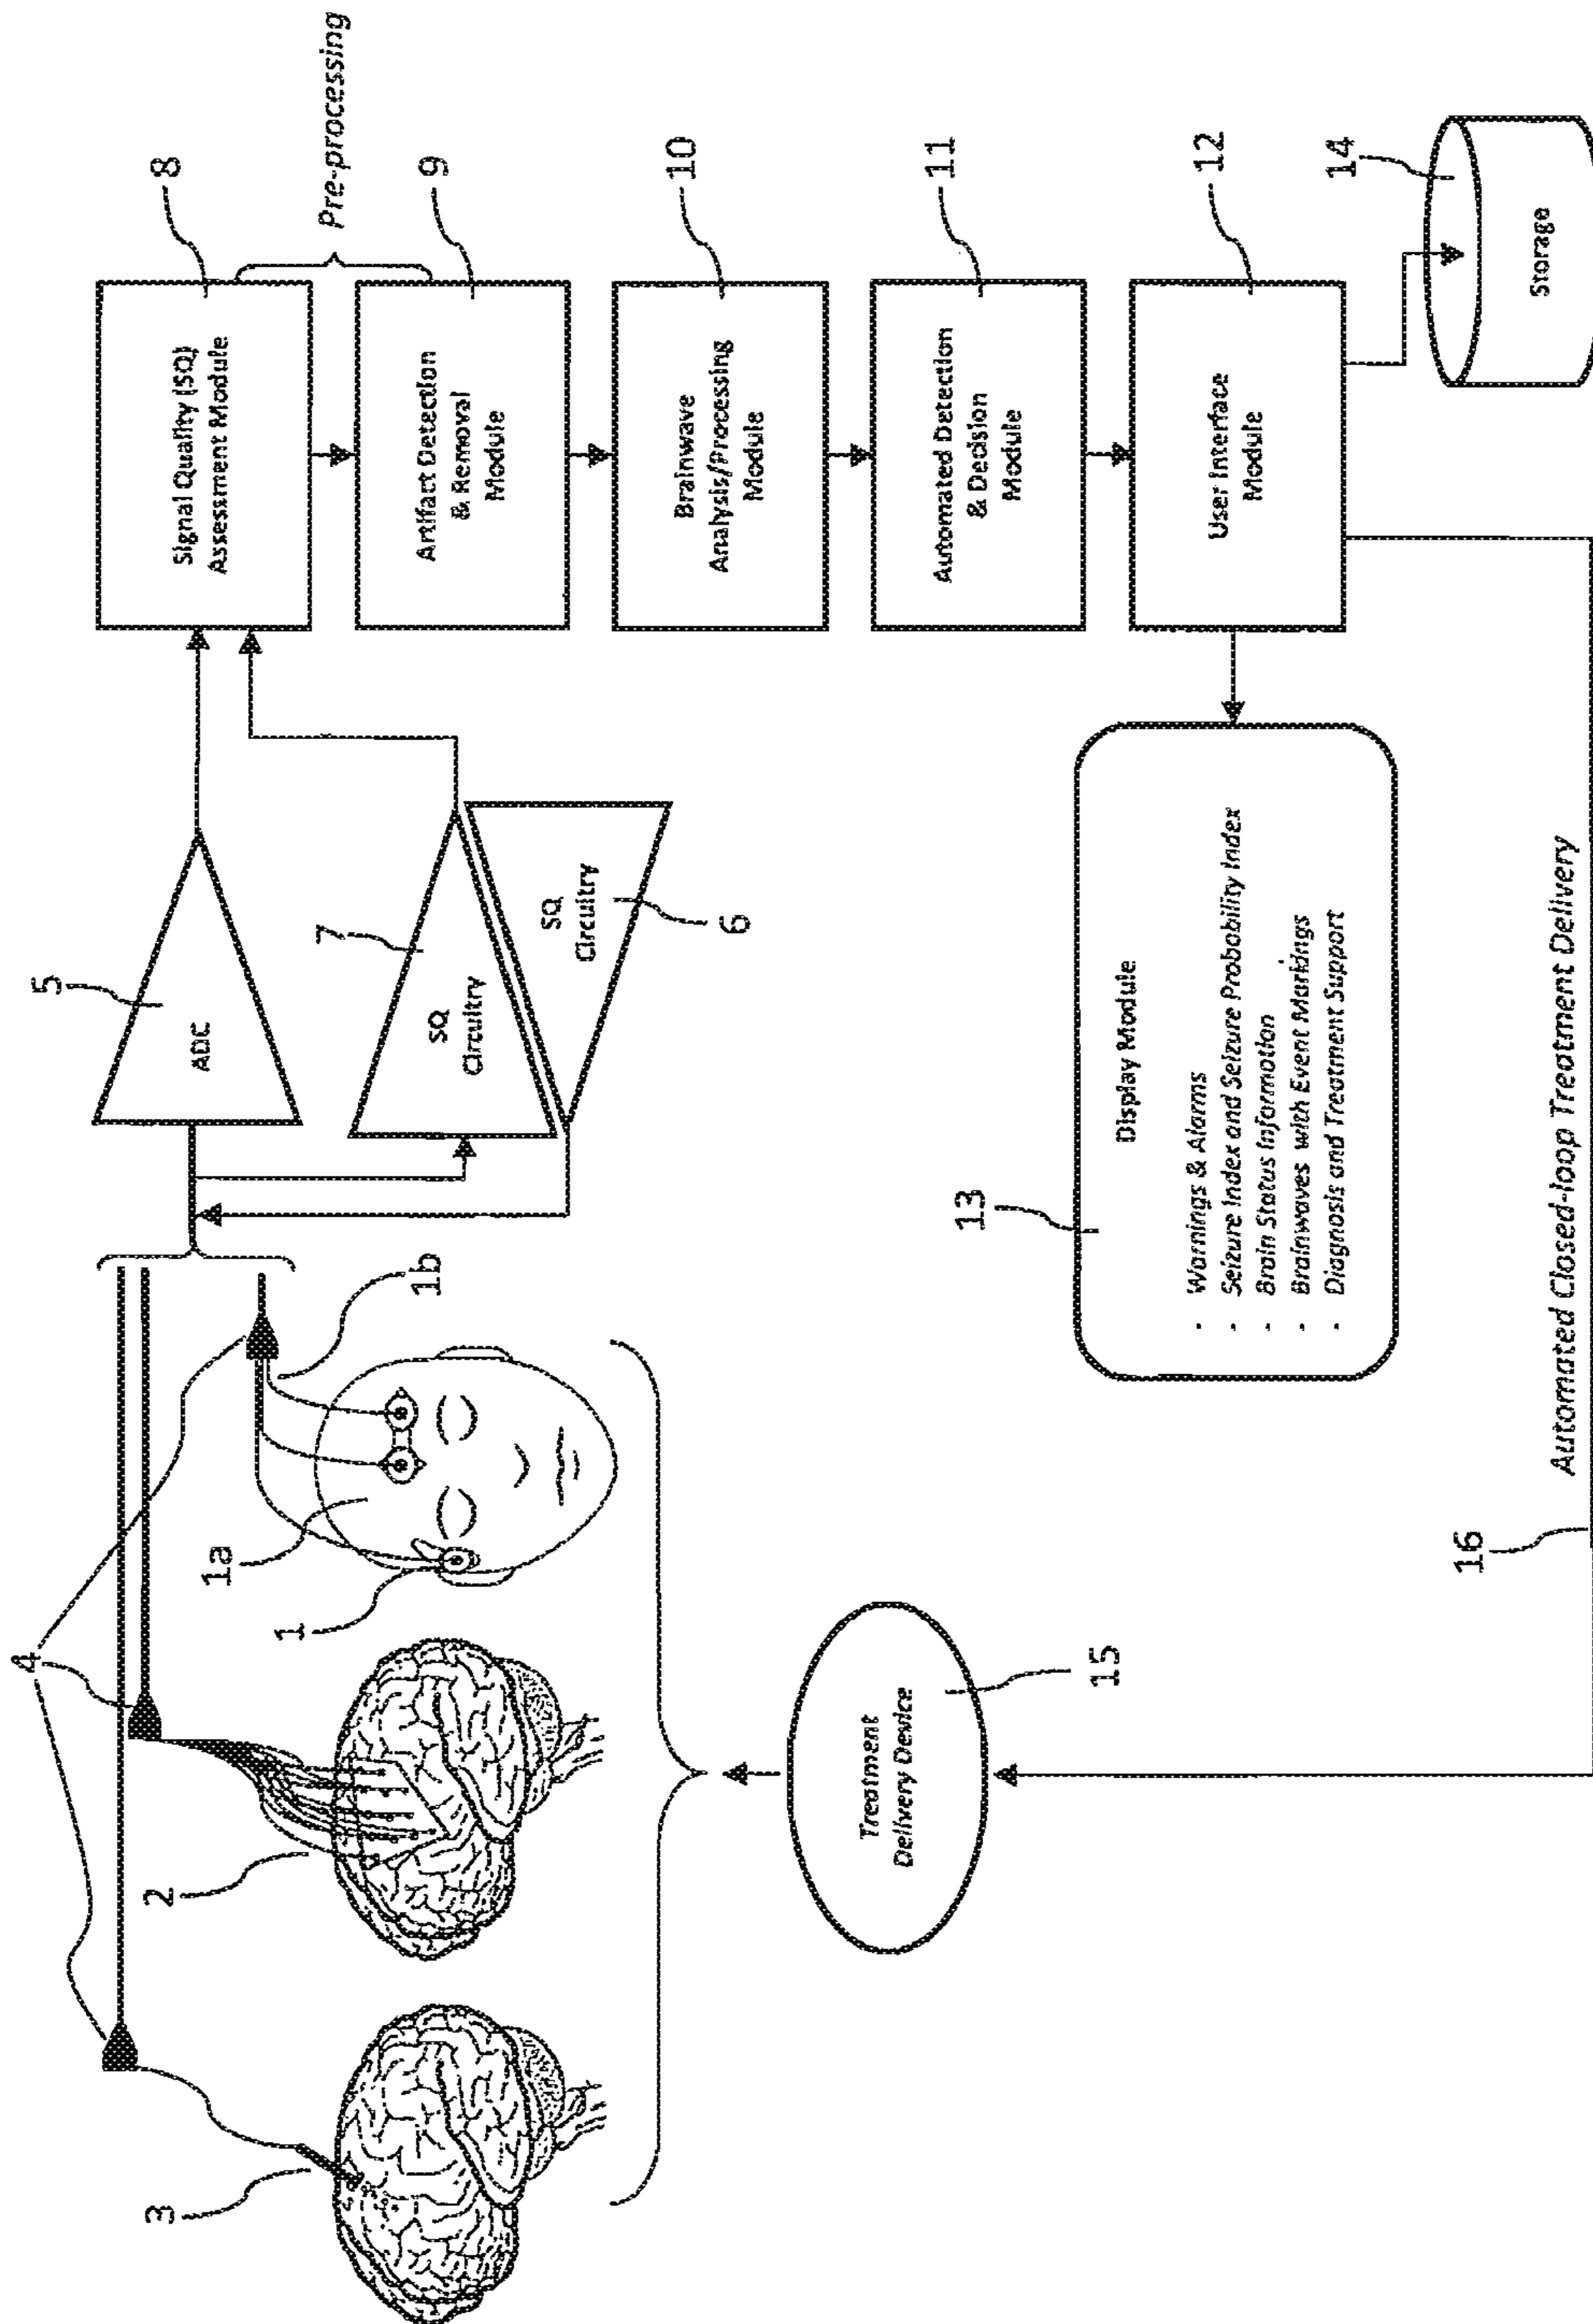 4
3
2
1
1a
1b
5
ADC
7
SQ
Circuitry
SQ
Circuitry
6
8
Signal Quality (SQ)
Assessment Module
Pre-processing
9
Artifact Detection
& Removal
Module
10
Brainwave
Analysis/Processing
Module
11
Automated Detection
& Decision
Module
12
User Interface
Module
13
Display Module
- Warnings & Alarms
- Seizure Index and Seizure Probability Index
- Brain Status Information
- Brainwaves with Event Markings
- Diagnosis and Treatment Support
14
Storage
15
Treatment
Delivery Device
16
Automated Closed-loop Treatment Delivery